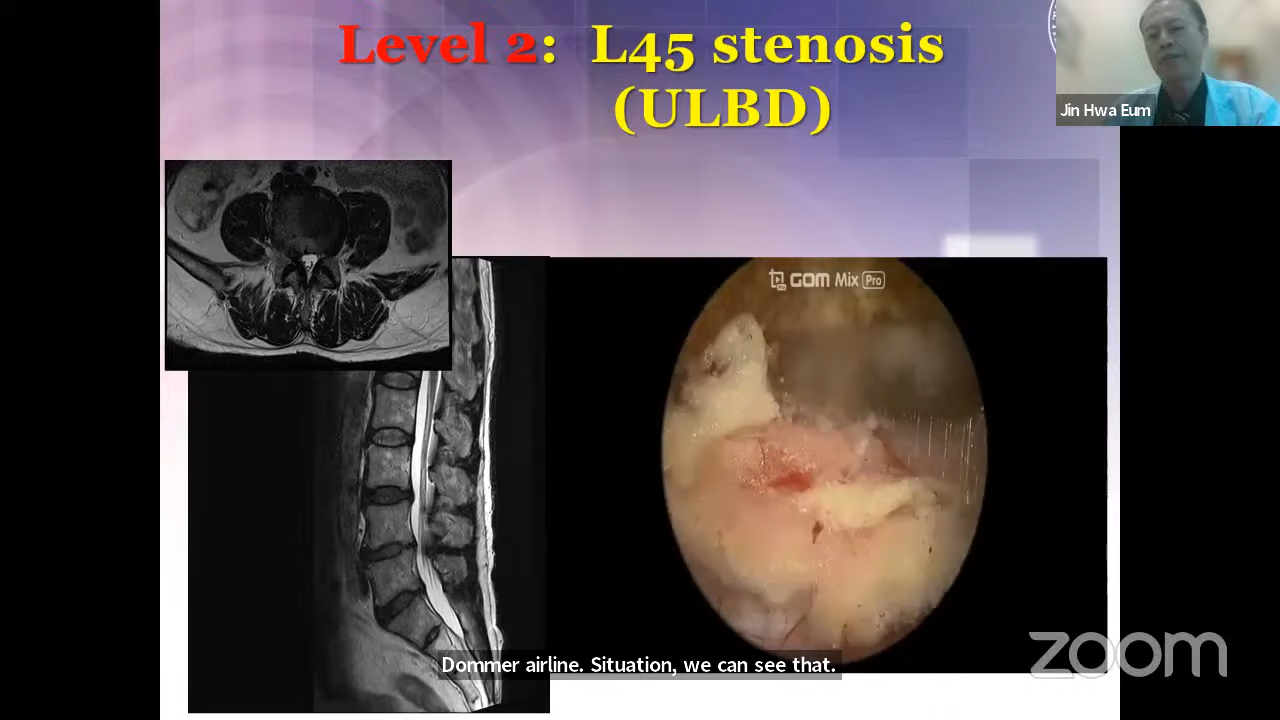 Level 2: L45 stenosis
(ULBD)
Jin Hwa Eum
GOM Mix Pro
Dommer airline. Situation, we can see that.
zoom